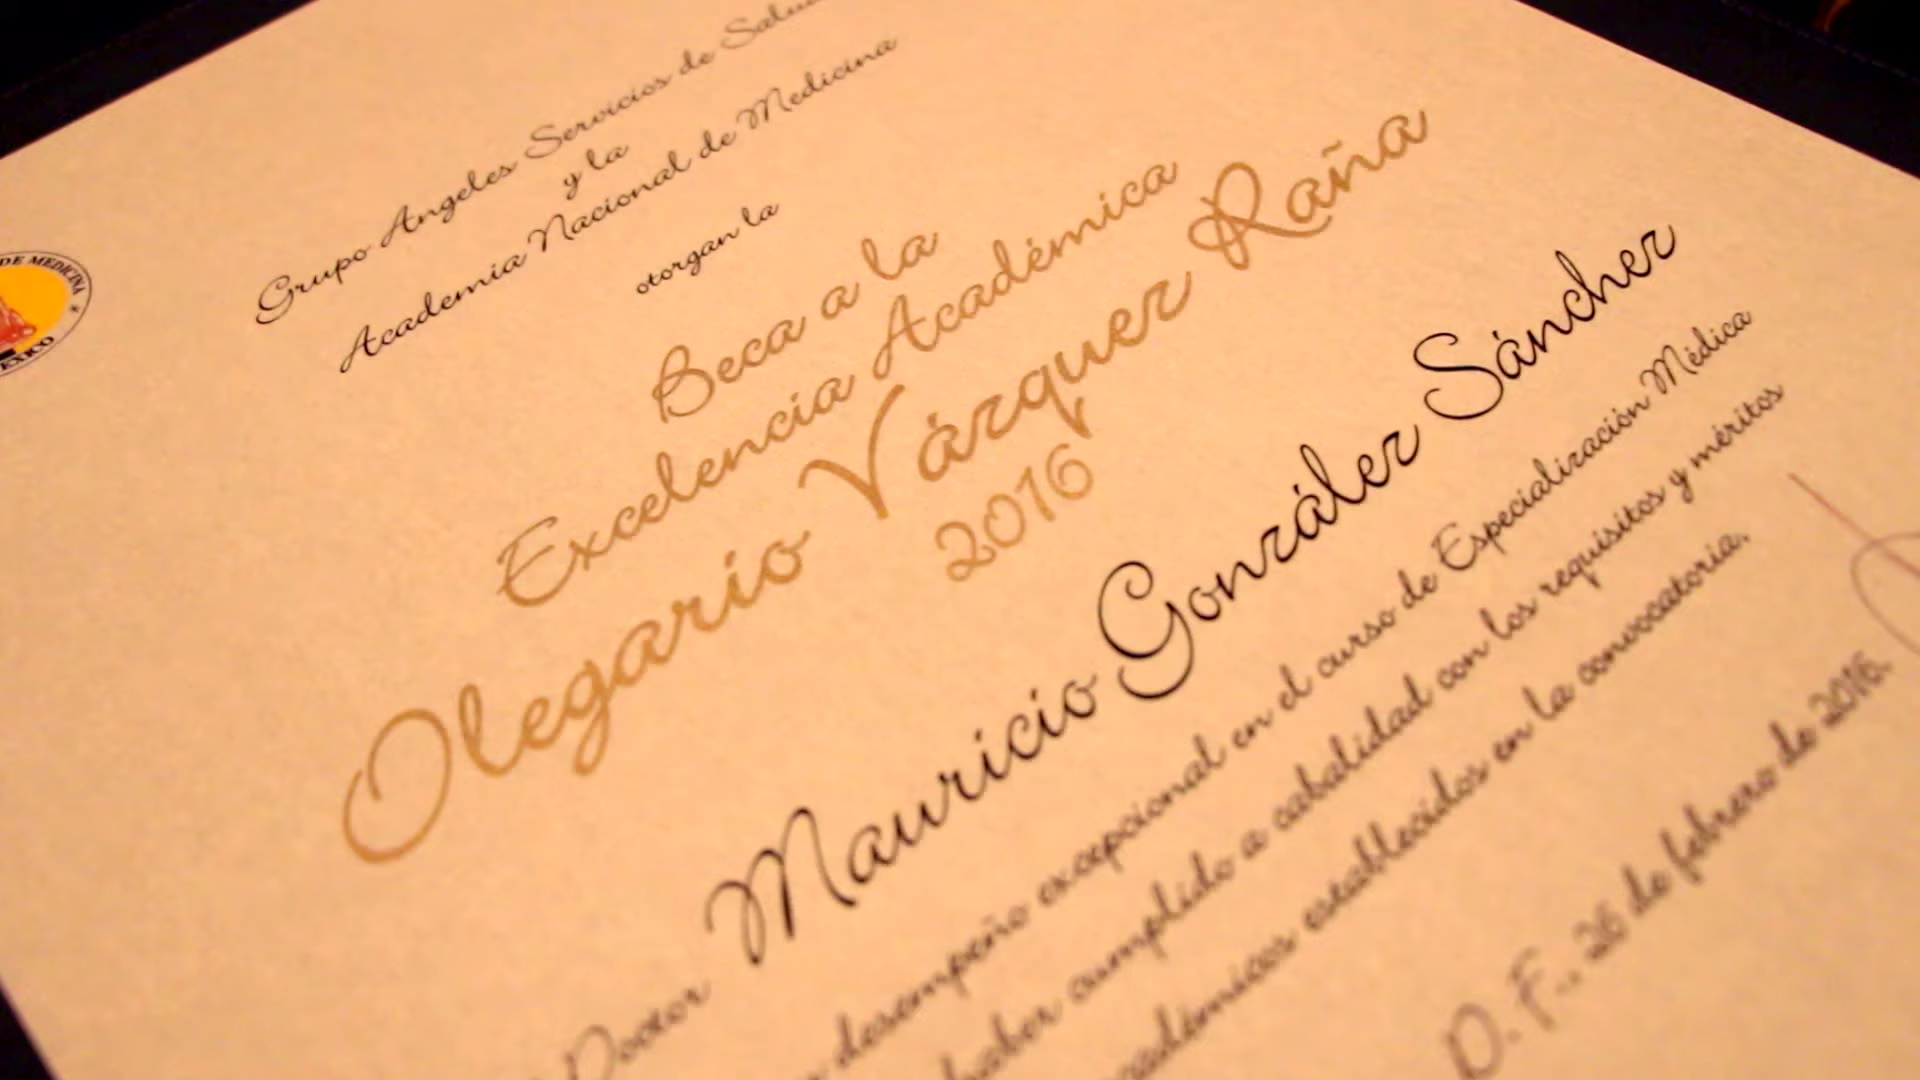 Grupo Angeles Servicios de Salud
y la
Academia Nacional de Medicina
otorgan la
Beca a la
Excelencia Académica
Olegario Vázquez Raña
2016
Doctor Mauricio González Sánchez
desempeño excepcional en el curso de Especialización Médica
haber cumplido a cabalidad con los requisitos y méritos
académicos establecidos en la convocatoria.
D. F., 26 de febrero de 2016.
DE MEDICINA